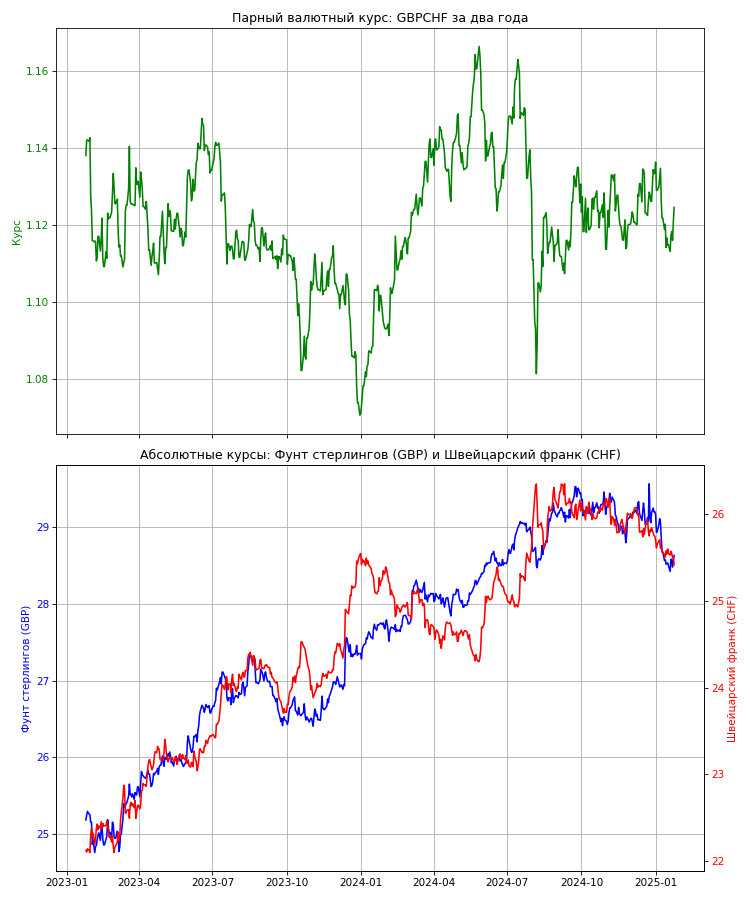 Парный валютный курс: GBPCHF за два года
1.16
1.14
1.12
1.10
1.08
Курс
Абсолютные курсы: Фунт стерлингов (GBP) и Швейцарский франк (CHF)
29
28
27
26
25
Фунт стерлингов (GBP)
26
25
24
23
22
Швейцарский франк (CHF)
2023-01 2023-04 2023-07 2023-10 2024-01 2024-04 2024-07 2024-10 2025-01